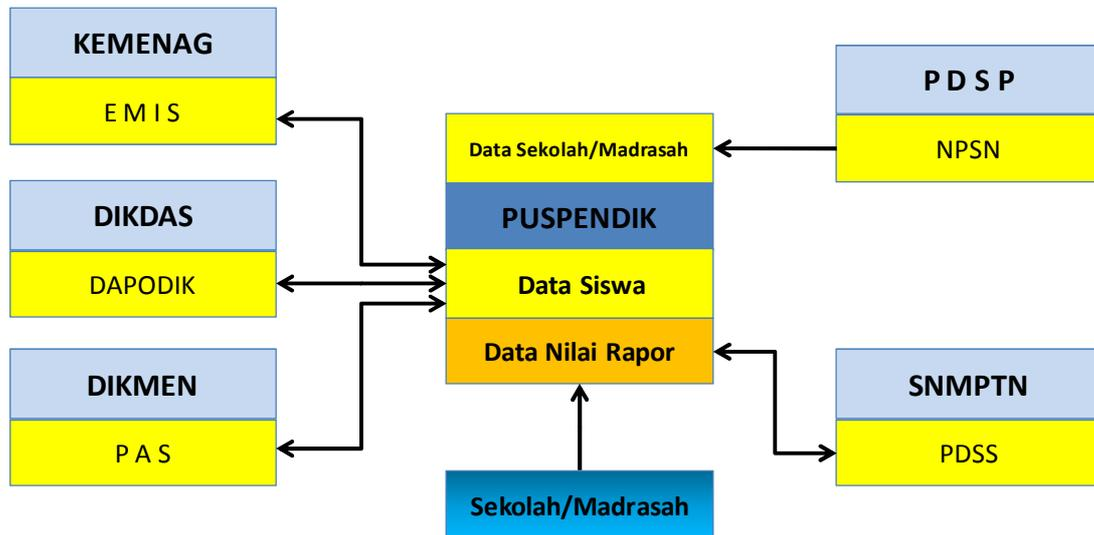 KEMENAG
E M I S
DIKDAS
DAPODIK
DIKMEN
P A S
Data Sekolah/Madrasah
PUSPENDIK
Data Siswa
Data Nilai Rapor
Sekolah/Madrasah
P D S P
NPSN
SNMPTN
PDSS